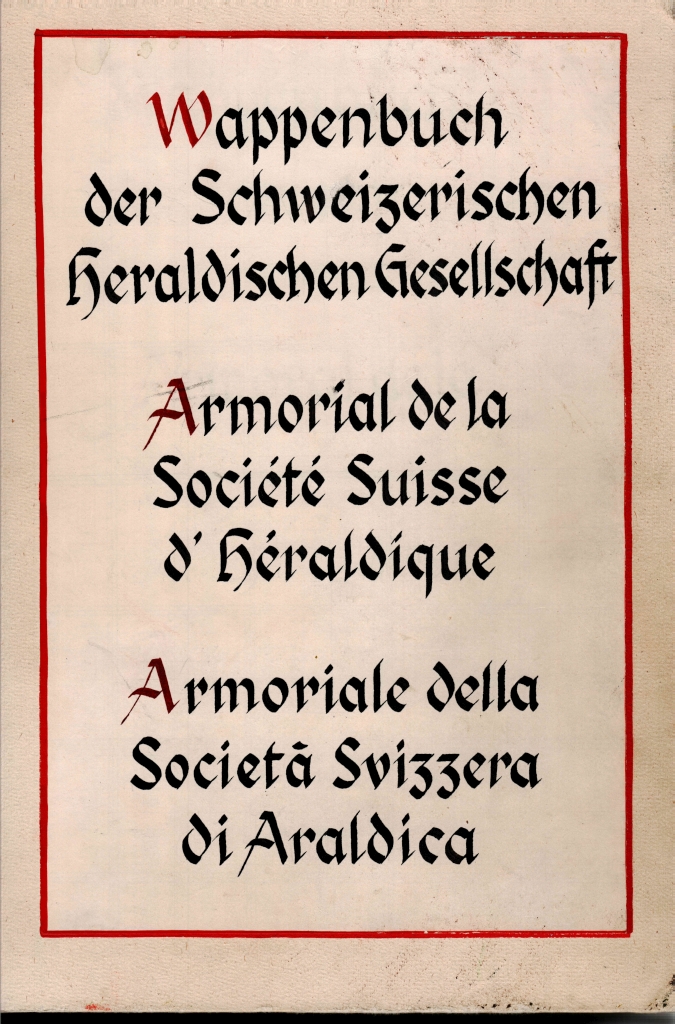 Wappenbuch
der Schweizerischen
Heraldischen Gesellschaft
Armorial de la
Société Suisse
d'Héraldique
Armoriale della
Società Svizzera
di Araldica